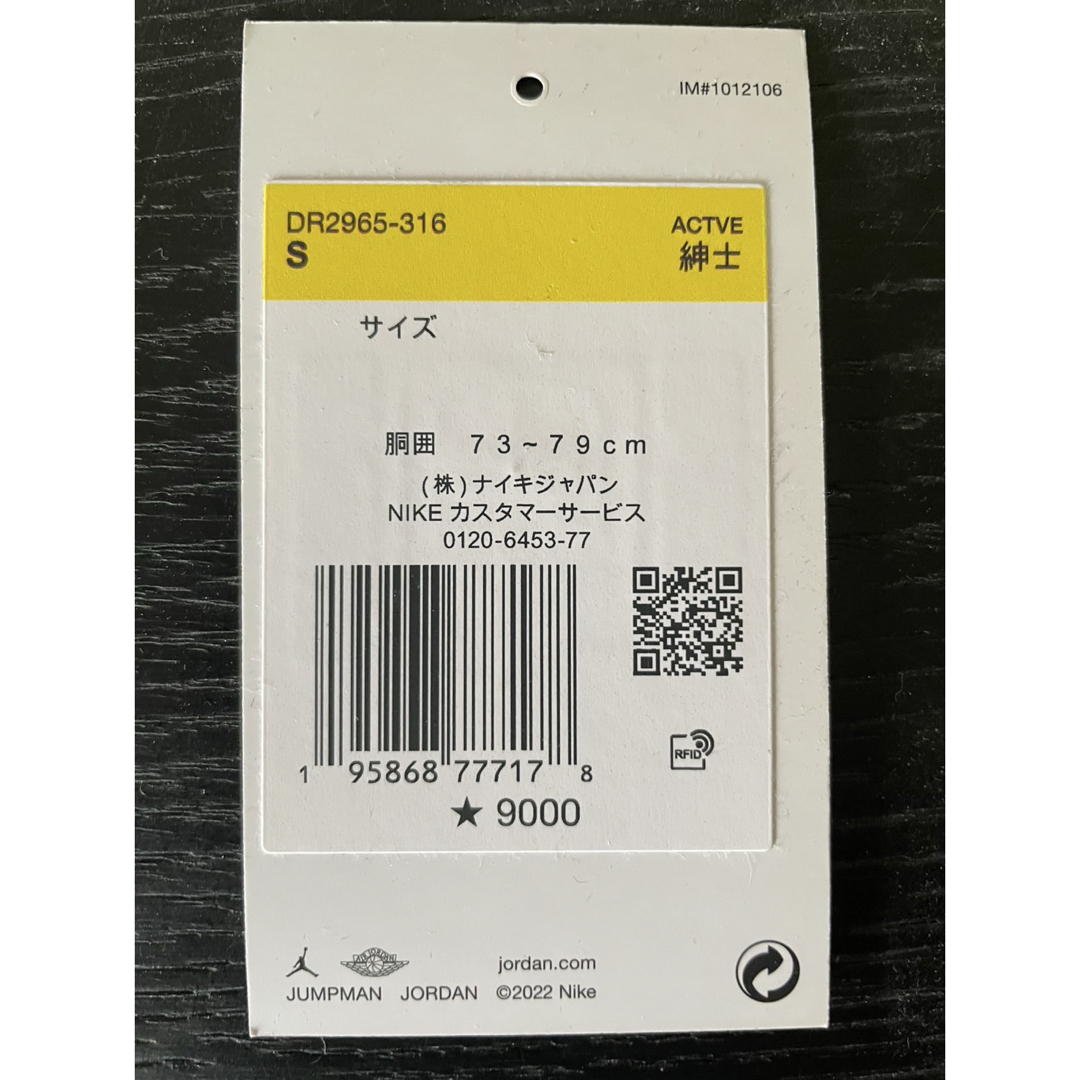 IM#1012106
DR2965-316 ACTVE
S 紳士
サイズ
胴囲 73~79cm
(株)ナイキジャパン
NIKE カスタマーサービス
0120-6453-77
RFID
1 95868 77717 8
★ 9000
AIR JORDAN
jordan.com
JUMPMAN JORDAN ©2022 Nike